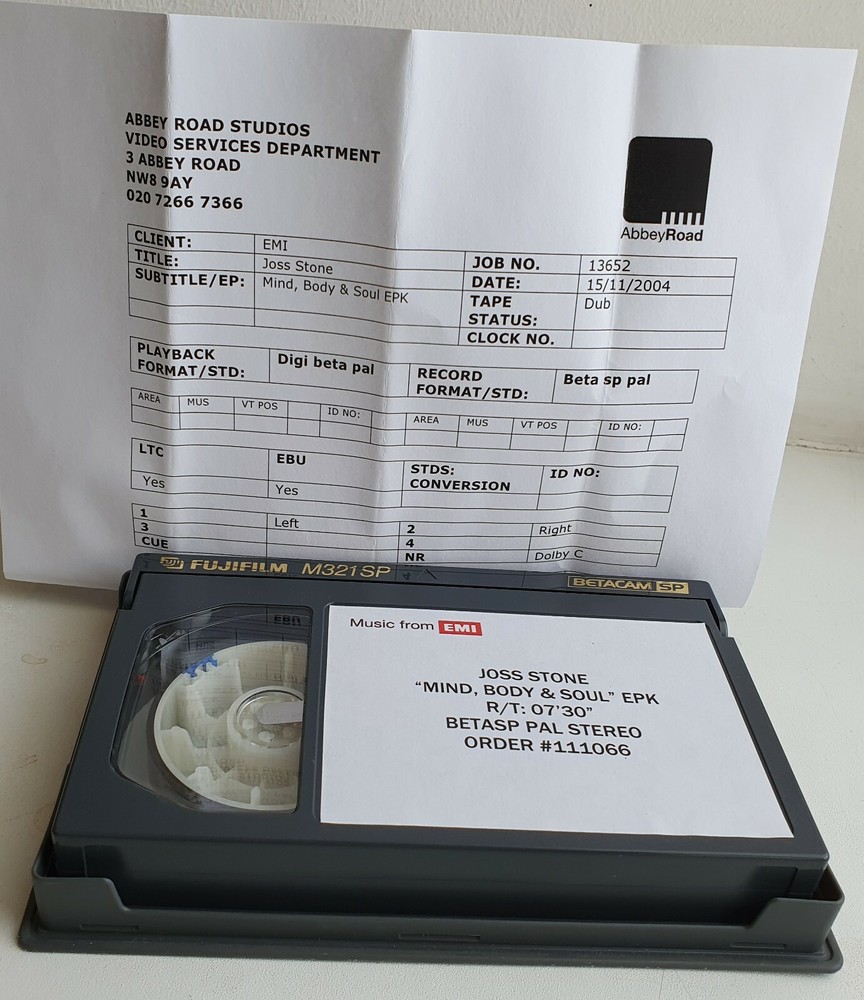 ABBEY ROAD STUDIOS
VIDEO SERVICES DEPARTMENT
3 ABBEY ROAD
NW8 9AY
020 7266 7366
AbbeyRoad
CLIENT: EMI
TITLE: Joss Stone
SUBTITLE/EP: Mind, Body & Soul EPK
JOB NO. 13652
DATE: 15/11/2004
TAPE Dub
STATUS:
CLOCK NO.
PLAYBACK
FORMAT/STD: Digi beta pal
RECORD
FORMAT/STD: Beta sp pal
AREA MUS VT POS ID NO:
AREA MUS VT POS ID NO:
LTC EBU
Yes Yes
STDS: ID NO:
CONVERSION
1 Left 2 Right
3 4
CUE NR Dolby C
FUJI FUJIFILM M321SP BETACAM SP
EBU
Music from EMI
JOSS STONE
“MIND, BODY & SOUL” EPK
R/T: 07’30”
BETASP PAL STEREO
ORDER #111066